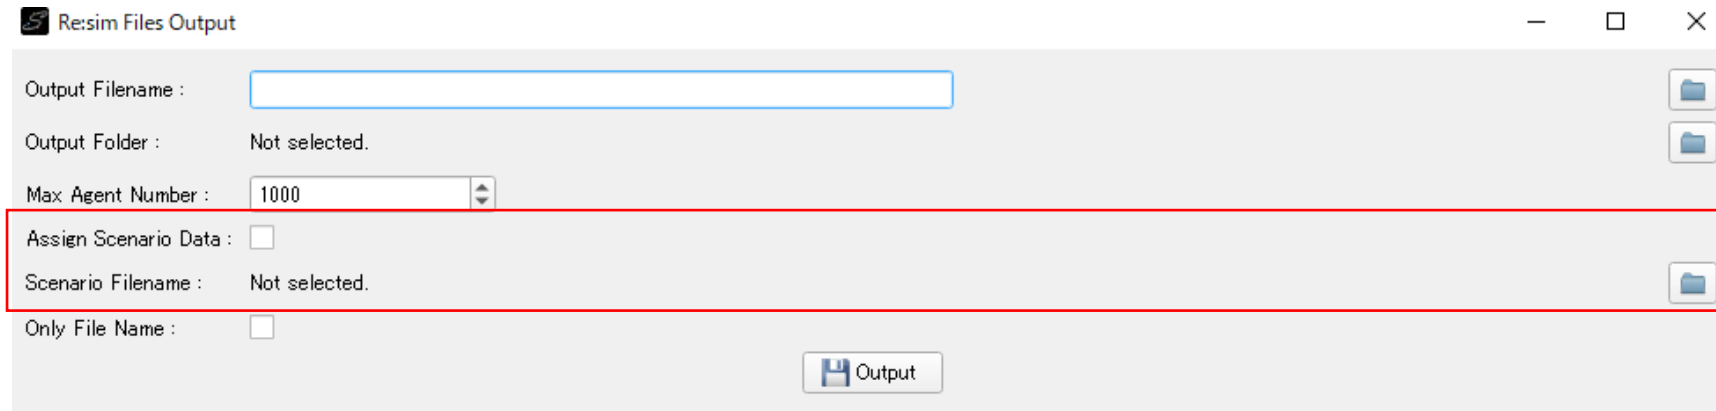 Re:sim Files Output
Output Filename :
Output Folder : Not selected.
Max Agent Number : 1000
Assign Scenario Data :
Scenario Filename : Not selected.
Only File Name :
Output